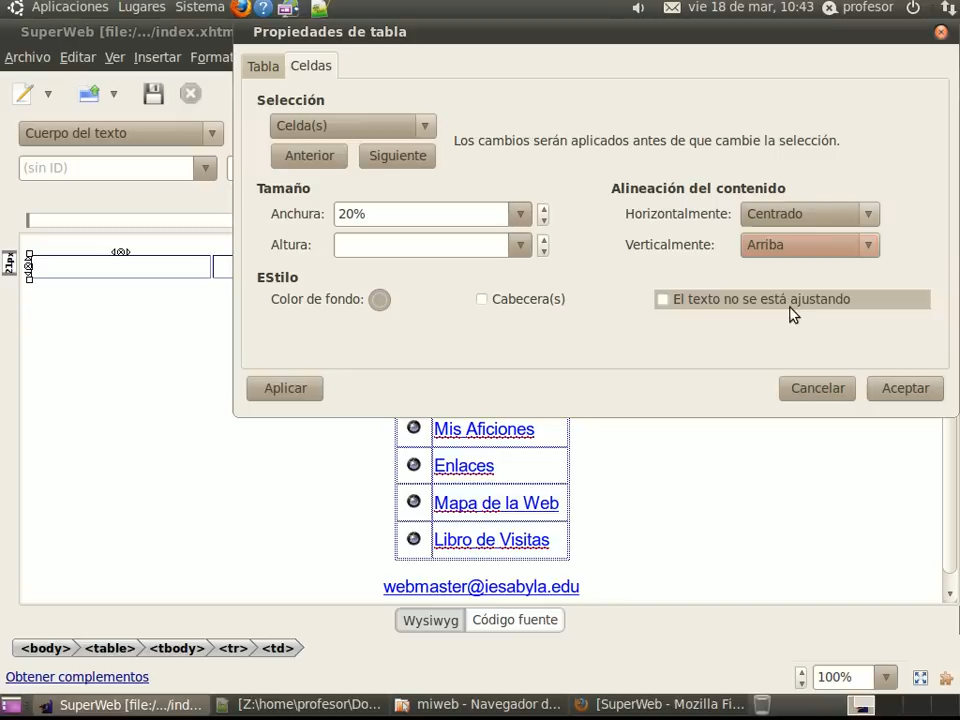 Aplicaciones Lugares Sistema vie 18 de mar, 10:43 profesor
SuperWeb [file:/.../index.xhtm
Propiedades de tabla
Archivo Editar Ver Insertar Format
Tabla Celdas
Selección
Celda(s)
Los cambios serán aplicados antes de que cambie la selección.
Anterior Siguiente
Cuerpo del texto
(sin ID)
Tamaño
Alineación del contenido
Anchura: 20%
Horizontalmente: Centrado
Altura:
Verticalmente: Arriba
EStilo
Color de fondo:
Cabecera(s)
El texto no se está ajustando
21px
Aplicar
Cancelar Aceptar
Mis Aficiones
Enlaces
Mapa de la Web
Libro de Visitas
webmaster@iesabyla.edu
Wysiwyg Código fuente
<body> <table> <tbody> <tr> <td>
Obtener complementos
100%
SuperWeb [file:/.../ind... [Z:\home\profesor\Do... miweb - Navegador d... [SuperWeb - Mozilla Fi...